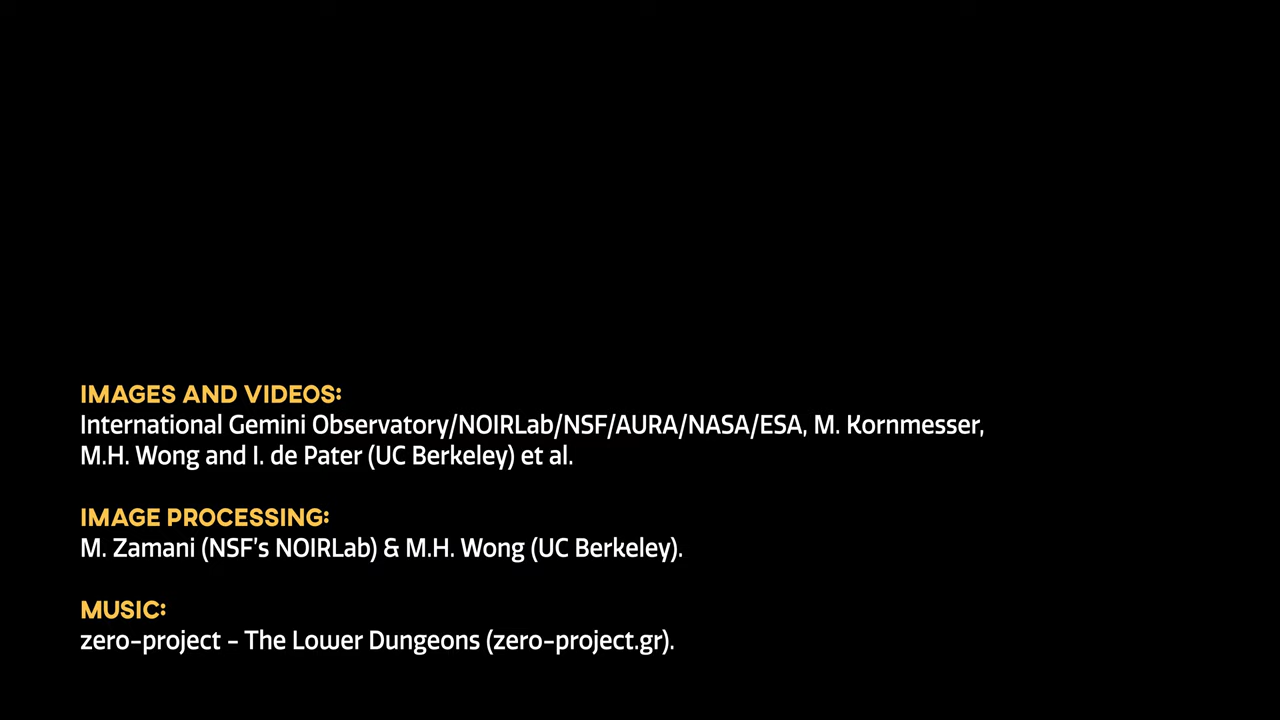 IMAGES AND VIDEOS:
International Gemini Observatory/NOIRLab/NSF/AURA/NASA/ESA, M. Kornmesser,
M.H. Wong and I. de Pater (UC Berkeley) et al.
IMAGE PROCESSING:
M. Zamani (NSF’s NOIRLab) & M.H. Wong (UC Berkeley).
MUSIC:
zero-project - The Lower Dungeons (zero-project.gr).